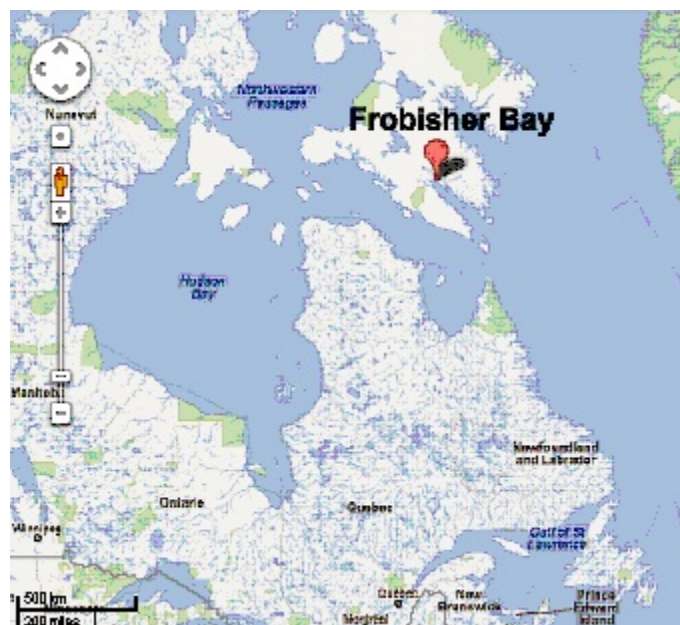 Northwestern
Passages
Nunavut
Frobisher Bay
Hudson
Bay
Manitob
Newfoundland
and Labrador
Ontario
Quebec
Winnipeg
Gulf of St
Lawrence
500 km
200 miles
Quebec
Montreal
New
Brunswick
Prince
Edward
Island